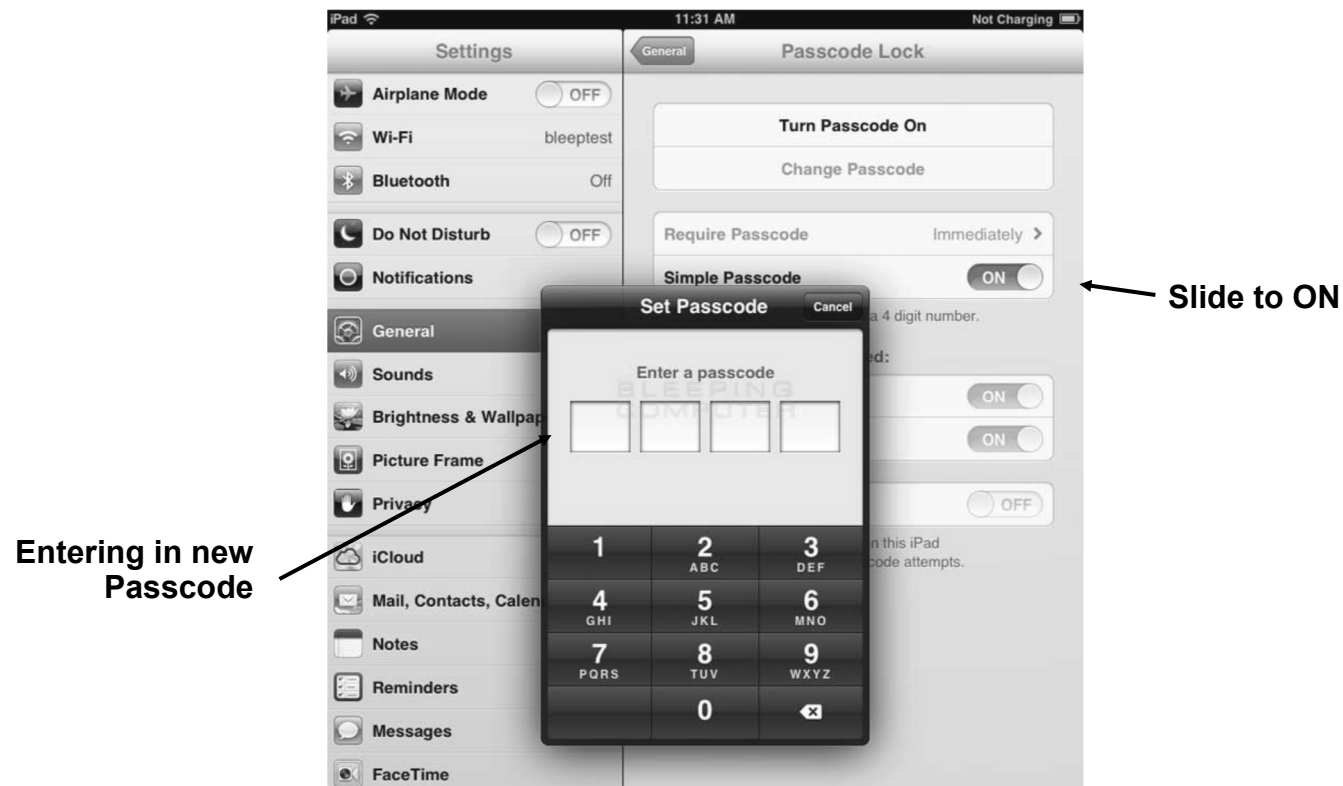 iPad 11:31 AM Not Charging
Settings
General Passcode Lock
Airplane Mode OFF
Wi-Fi bleeptest
Bluetooth Off
Do Not Disturb OFF
Notifications
General
Sounds
Brightness & Wallpap
Picture Frame
Privacy
iCloud
Mail, Contacts, Calen
Notes
Reminders
Messages
FaceTime
Turn Passcode On
Change Passcode
Require Passcode Immediately
Simple Passcode ON
a 4 digit number.
ed:
ON
ON
OFF
n this iPad
code attempts.
Set Passcode Cancel
Enter a passcode
BLEEPING
COMPUTER
1 2 3
ABC DEF
4 5 6
GHI JKL MNO
7 8 9
PQRS TUV WXYZ
0
Slide to ON
Entering in new
Passcode